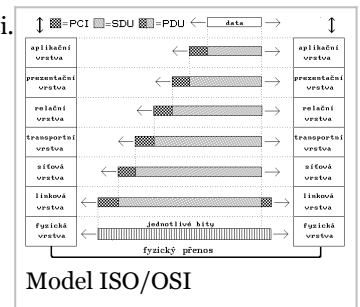 i.
=PCI =SDU =PDU data
aplikační vrstva aplikační vrstva
prezentační vrstva prezentační vrstva
relační vrstva relační vrstva
transportní vrstva transportní vrstva
síťová vrstva síťová vrstva
linková vrstva linková vrstva
fyzická vrstva jednotlivé bity fyzická vrstva
fyzický přenos
Model ISO/OSI